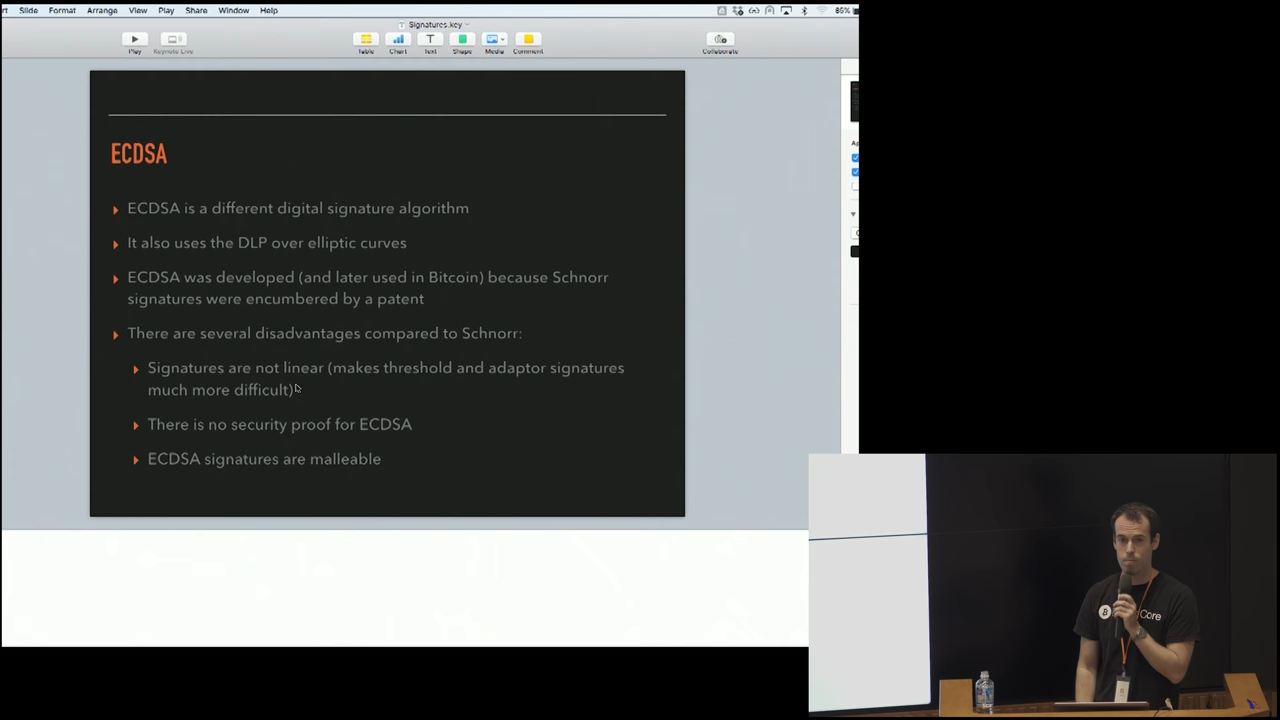 Slide Format Arrange View Play Share Window Help 85%
Signatures.key
Play Keynote Live Table Chart Text Shape Media Comment Collaborate
ECDSA
ECDSA is a different digital signature algorithm
It also uses the DLP over elliptic curves
ECDSA was developed (and later used in Bitcoin) because Schnorr
signatures were encumbered by a patent
There are several disadvantages compared to Schnorr:
Signatures are not linear (makes threshold and adaptor signatures
much more difficult)
There is no security proof for ECDSA
ECDSA signatures are malleable
Core